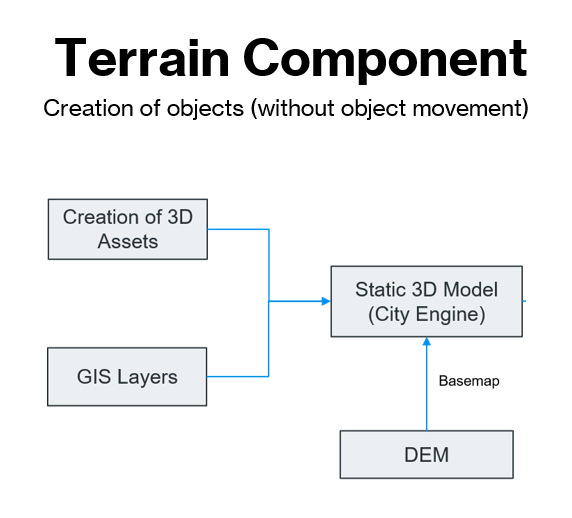 Terrain Component
Creation of objects (without object movement)
Creation of 3D
Assets
Static 3D Model
(City Engine)
GIS Layers
Basemap
DEM